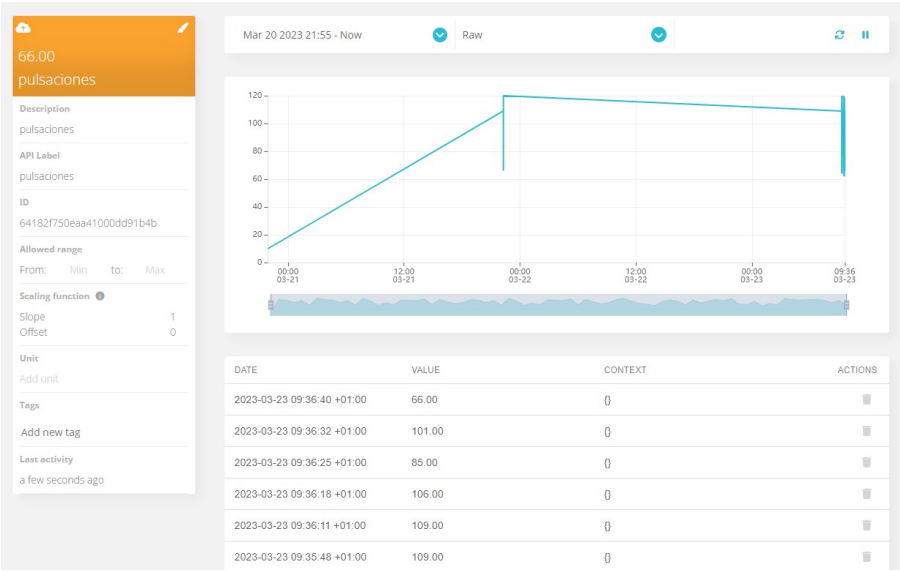 66.00
pulsaciones
Description
pulsaciones
API Label
pulsaciones
ID
64182f750eaa41000dd91b4b
Allowed range
From: Min to: Max
Scaling function
Slope 1
Offset 0
Unit
Add unit
Tags
Add new tag
Last activity
a few seconds ago
Mar 20 2023 21:55 - Now Raw
120
100
80
60
40
20
0
00:00 12:00 00:00 12:00 00:00 09:36
03-21 03-21 03-22 03-22 03-23 03-23
DATE VALUE CONTEXT ACTIONS
2023-03-23 09:36:40 +01:00 66.00 {}
2023-03-23 09:36:32 +01:00 101.00 {}
2023-03-23 09:36:25 +01:00 85.00 {}
2023-03-23 09:36:18 +01:00 106.00 {}
2023-03-23 09:36:11 +01:00 109.00 {}
2023-03-23 09:35:48 +01:00 109.00 {}